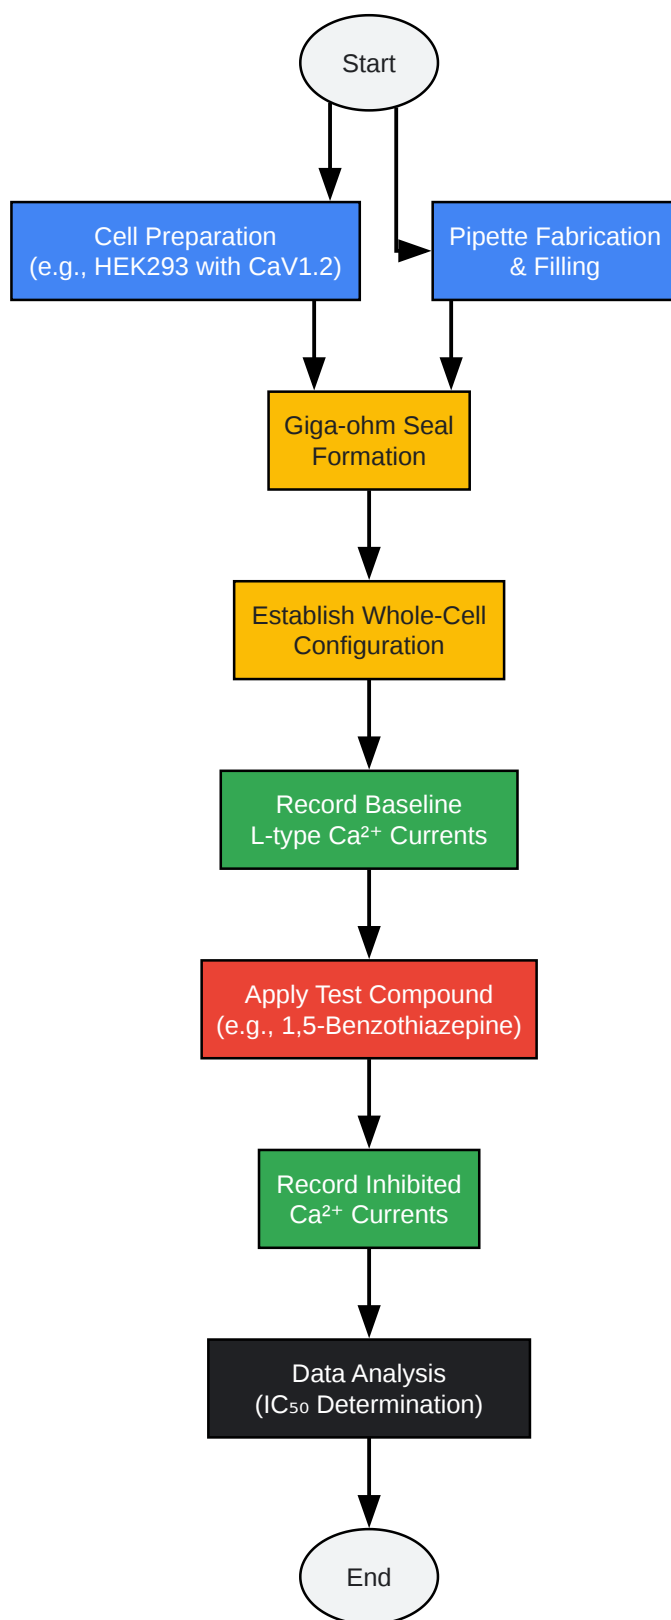 Start
Cell Preparation
(e.g., HEK293 with CaV1.2)
Pipette Fabrication
& Filling
Giga-ohm Seal
Formation
Establish Whole-Cell
Configuration
Record Baseline
L-type Ca²⁺ Currents
Apply Test Compound
(e.g., 1,5-Benzothiazepine)
Record Inhibited
Ca²⁺ Currents
Data Analysis
(IC₅₀ Determination)
End